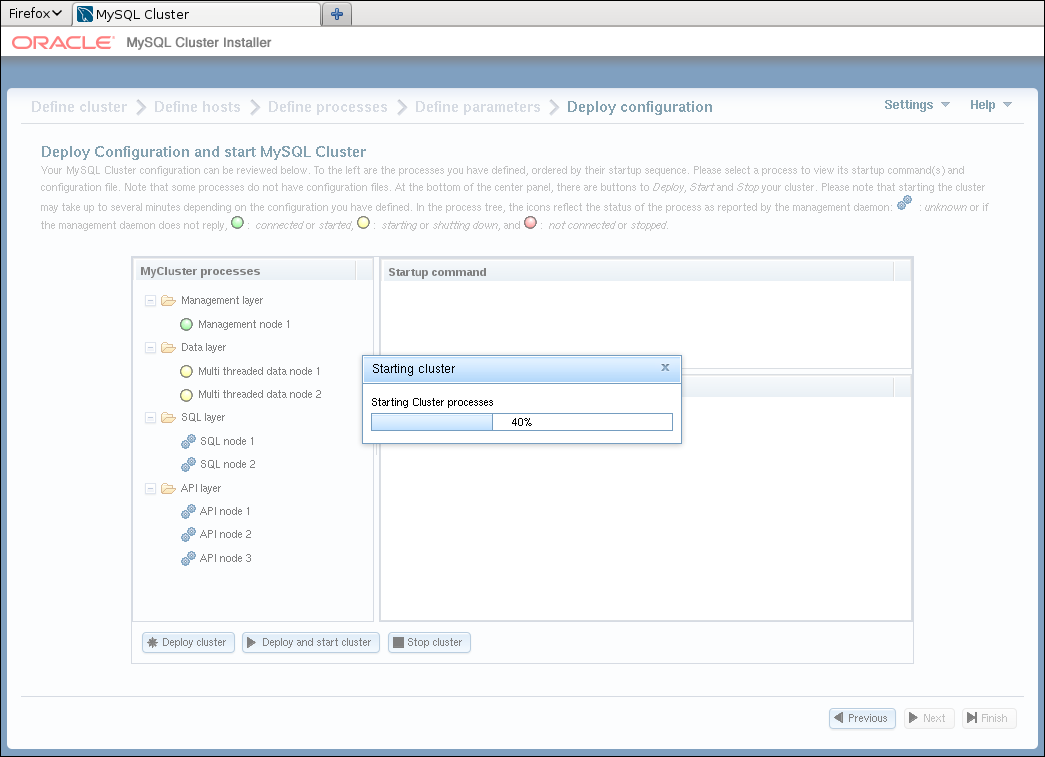 Firefox
MySQL Cluster
ORACLE® MySQL Cluster Installer
Define cluster Define hosts Define processes Define parameters Deploy configuration Settings Help
Deploy Configuration and start MySQL Cluster
Your MySQL Cluster configuration can be reviewed below. To the left are the processes you have defined, ordered by their startup sequence. Please select a process to view its startup command(s) and
configuration file. Note that some processes do not have configuration files. At the bottom of the center panel, there are buttons to Deploy, Start and Stop your cluster. Please note that starting the cluster
may take up to several minutes depending on the configuration you have defined. In the process tree, the icons reflect the status of the process as reported by the management daemon: : unknown or if
the management daemon does not reply, : connected or started, : starting or shutting down, and : not connected or stopped.
MyCluster processes
Startup command
Management layer
Management node 1
Data layer
Multi threaded data node 1
Multi threaded data node 2
SQL layer
SQL node 1
SQL node 2
API layer
API node 1
API node 2
API node 3
Starting cluster x
Starting Cluster processes
40%
Deploy cluster Deploy and start cluster Stop cluster
Previous Next Finish